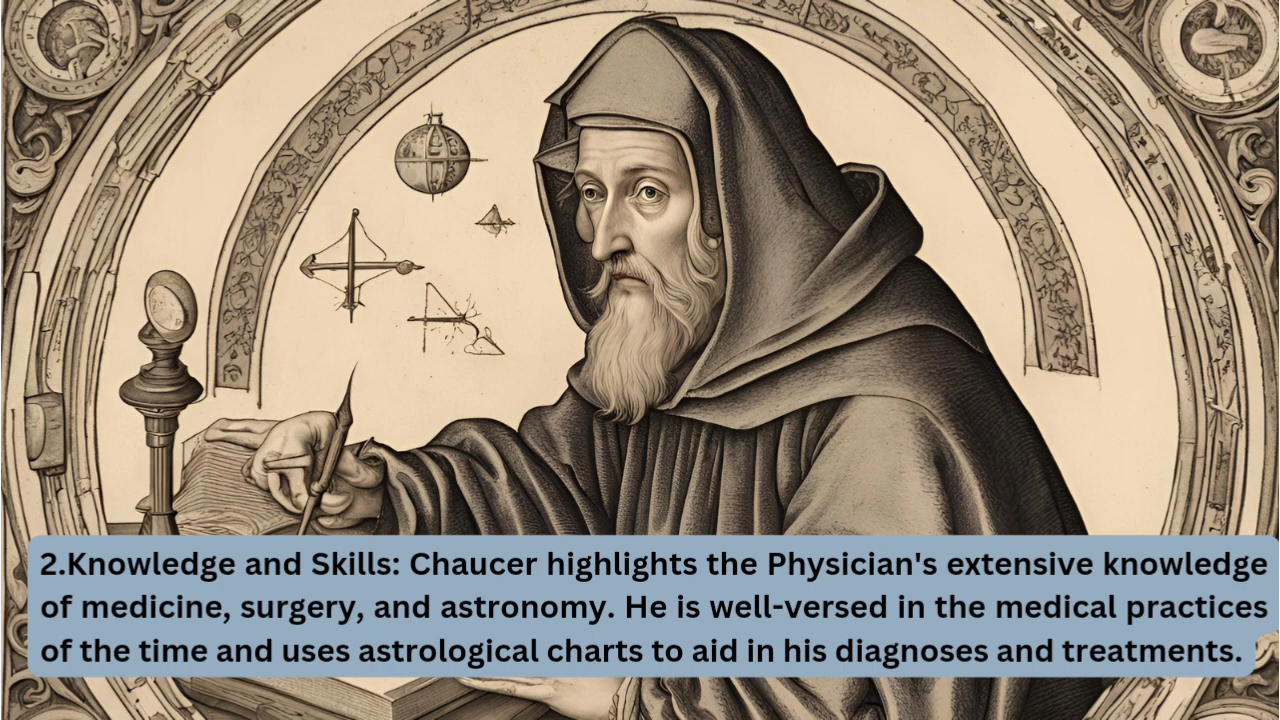 2.Knowledge and Skills: Chaucer highlights the Physician's extensive knowledge
of medicine, surgery, and astronomy. He is well-versed in the medical practices
of the time and uses astrological charts to aid in his diagnoses and treatments.